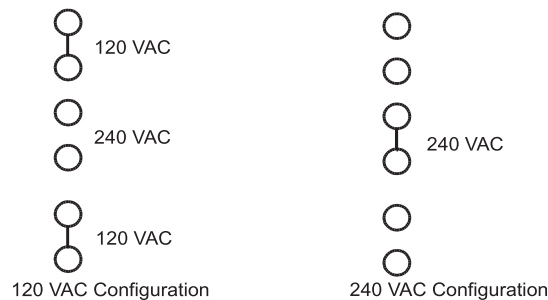 120 VAC
240 VAC
120 VAC
120 VAC Configuration
240 VAC
240 VAC Configuration